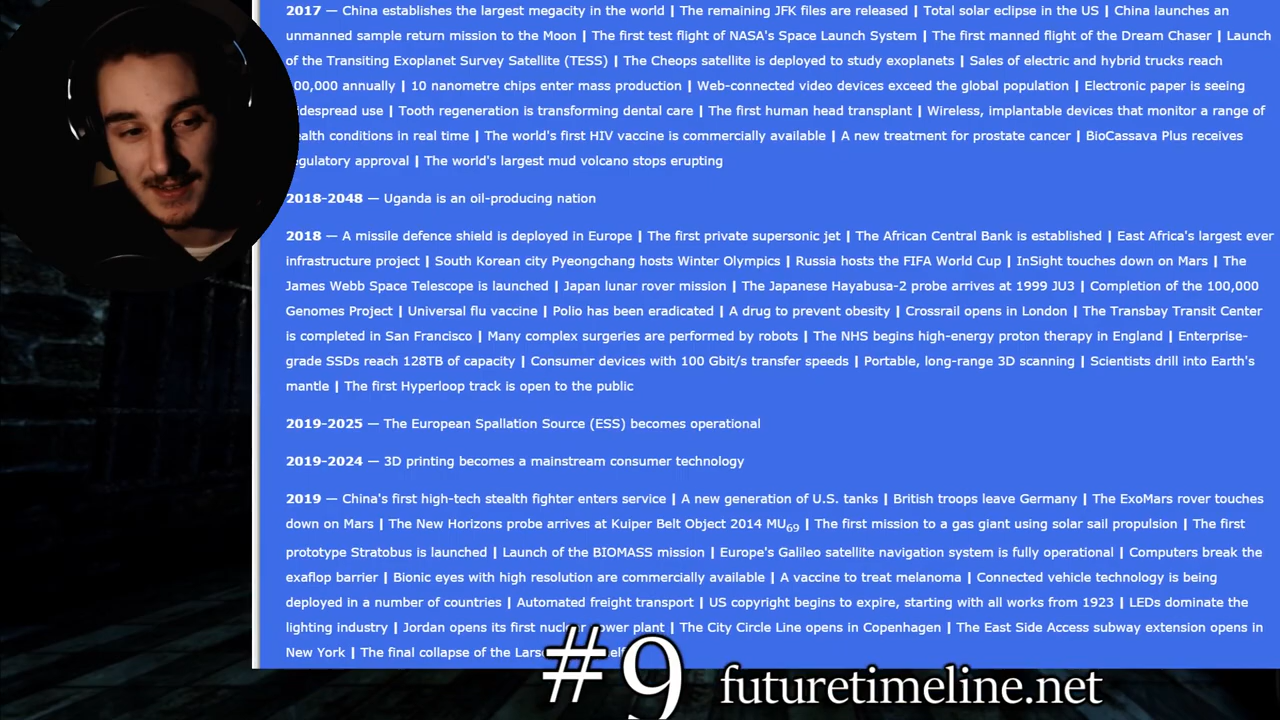 2017 — China establishes the largest megacity in the world | The remaining JFK files are released | Total solar eclipse in the US | China launches an
unmanned sample return mission to the Moon | The first test flight of NASA's Space Launch System | The first manned flight of the Dream Chaser | Launch
of the Transiting Exoplanet Survey Satellite (TESS) | The Cheops satellite is deployed to study exoplanets | Sales of electric and hybrid trucks reach
00,000 annually | 10 nanometre chips enter mass production | Web-connected video devices exceed the global population | Electronic paper is seeing
idespread use | Tooth regeneration is transforming dental care | The first human head transplant | Wireless, implantable devices that monitor a range of
ealth conditions in real time | The world's first HIV vaccine is commercially available | A new treatment for prostate cancer | BioCassava Plus receives
egulatory approval | The world's largest mud volcano stops erupting
2018-2048 — Uganda is an oil-producing nation
2018 — A missile defence shield is deployed in Europe | The first private supersonic jet | The African Central Bank is established | East Africa's largest ever
infrastructure project | South Korean city Pyeongchang hosts Winter Olympics | Russia hosts the FIFA World Cup | InSight touches down on Mars | The
James Webb Space Telescope is launched | Japan lunar rover mission | The Japanese Hayabusa-2 probe arrives at 1999 JU3 | Completion of the 100,000
Genomes Project | Universal flu vaccine | Polio has been eradicated | A drug to prevent obesity | Crossrail opens in London | The Transbay Transit Center
is completed in San Francisco | Many complex surgeries are performed by robots | The NHS begins high-energy proton therapy in England | Enterprise-
grade SSDs reach 128TB of capacity | Consumer devices with 100 Gbit/s transfer speeds | Portable, long-range 3D scanning | Scientists drill into Earth's
mantle | The first Hyperloop track is open to the public
2019-2025 — The European Spallation Source (ESS) becomes operational
2019-2024 — 3D printing becomes a mainstream consumer technology
2019 — China's first high-tech stealth fighter enters service | A new generation of U.S. tanks | British troops leave Germany | The ExoMars rover touches
down on Mars | The New Horizons probe arrives at Kuiper Belt Object 2014 MU69 | The first mission to a gas giant using solar sail propulsion | The first
prototype Stratobus is launched | Launch of the BIOMASS mission | Europe's Galileo satellite navigation system is fully operational | Computers break the
exaflop barrier | Bionic eyes with high resolution are commercially available | A vaccine to treat melanoma | Connected vehicle technology is being
deployed in a number of countries | Automated freight transport | US copyright begins to expire, starting with all works from 1923 | LEDs dominate the
lighting industry | Jordan opens its first nuclear power plant | The City Circle Line opens in Copenhagen | The East Side Access subway extension opens in
New York | The final collapse of the
#9 futuretimeline.net